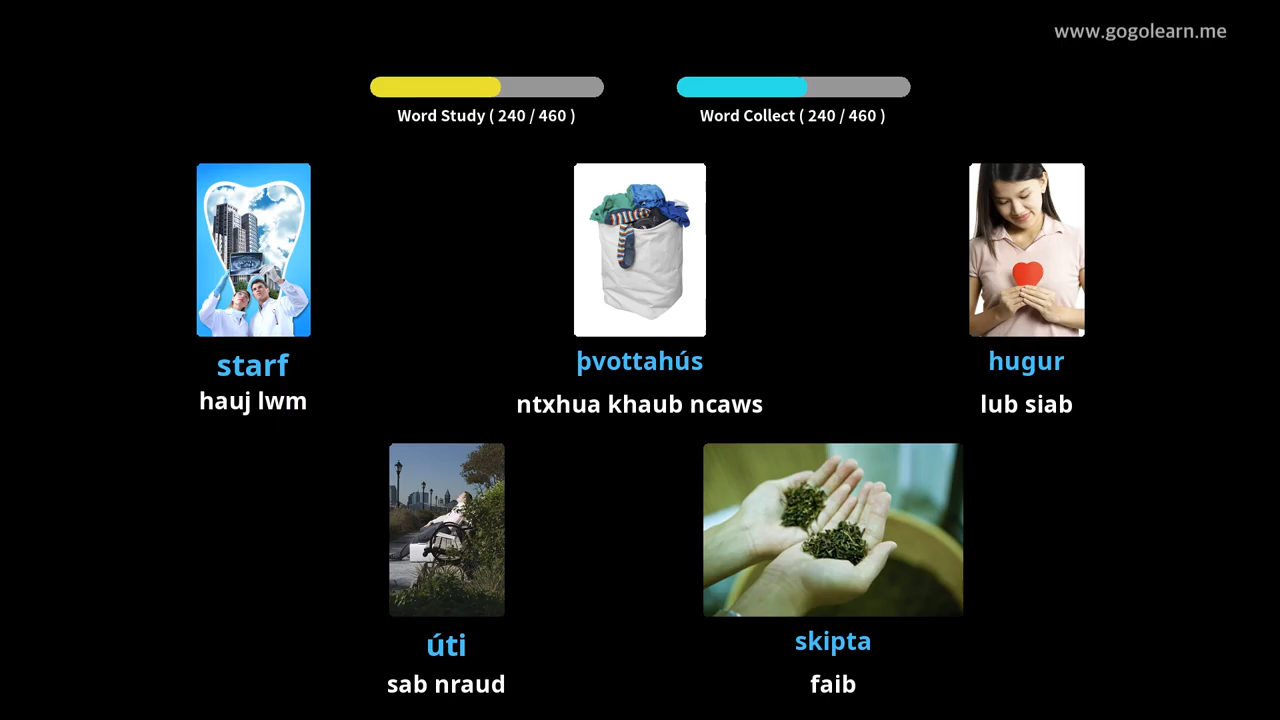 www.gogolearn.me
Word Study ( 240 / 460 )
Word Collect ( 240 / 460 )
starf
hauj lwm
þvottahús
ntxhua khaub ncaws
hugur
lub siab
úti
sab nraud
skipta
faib